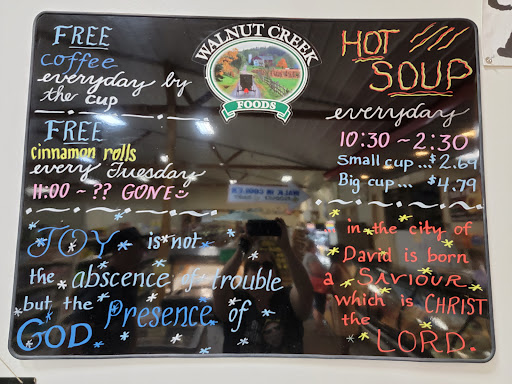 FREE
coffee
everyday by
the cup
FREE
cinnamon rolls
every Tuesday
11:00 ~ ?? GONE
JOY is not
the abscence of trouble
but the Presence of
GOD.
WALNUT CREEK
FOODS
HOT
SOUP
everyday
10:30 ~ 2:30
Small cup... $2.69
Big cup... $4.79
... in the city of
David is born
a SAVIOUR
which is CHRIST
the
LORD.